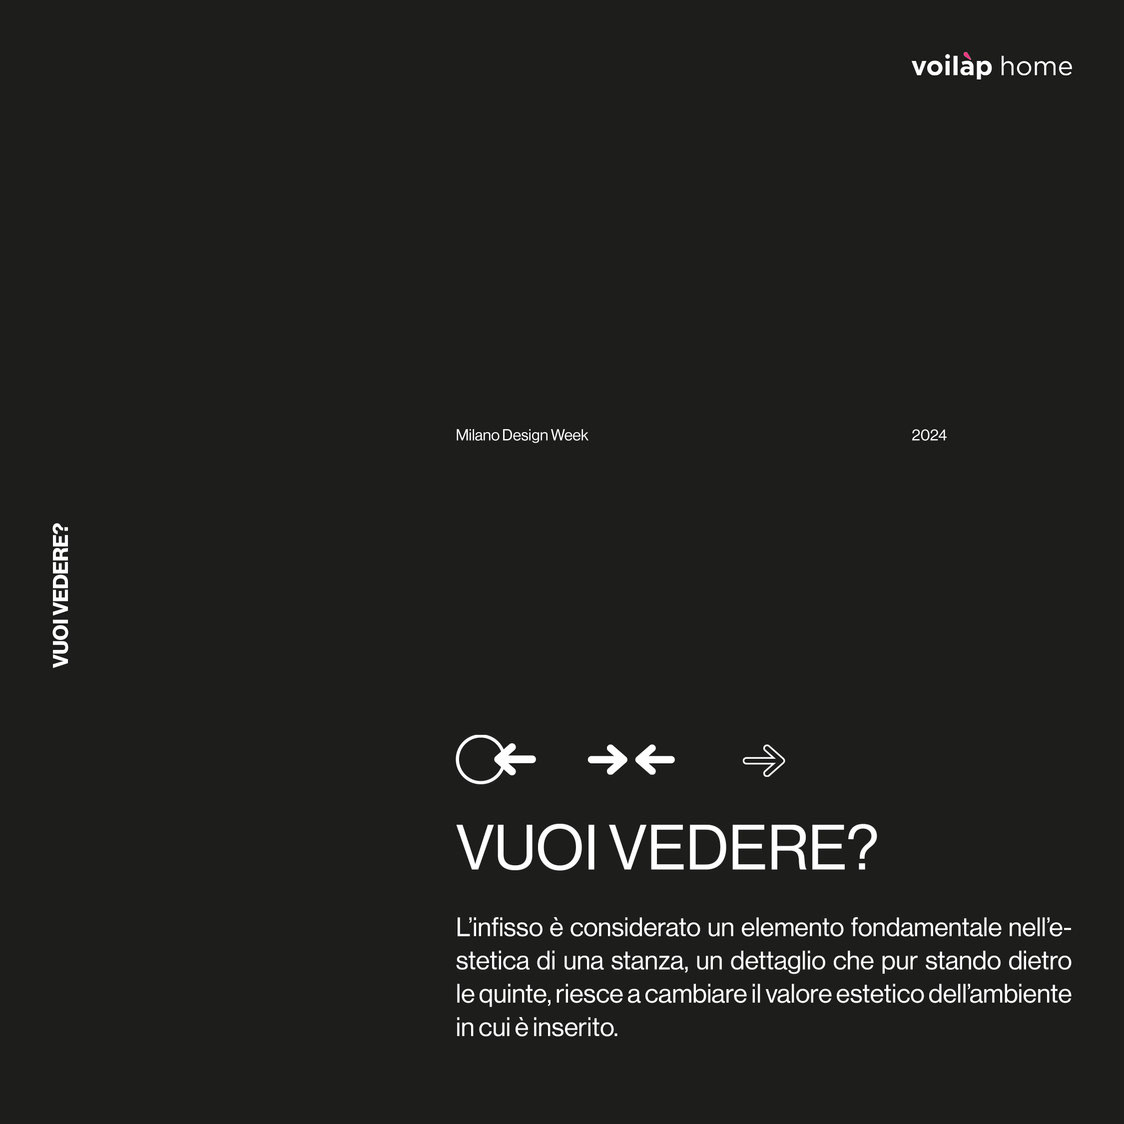 voilàp home
Milano Design Week
2024
VUOI VEDERE?
VUOI VEDERE?
L’infisso è considerato un elemento fondamentale nell’e-
stetica di una stanza, un dettaglio che pur stando dietro
le quinte, riesce a cambiare il valore estetico dell’ambiente
in cui è inserito.